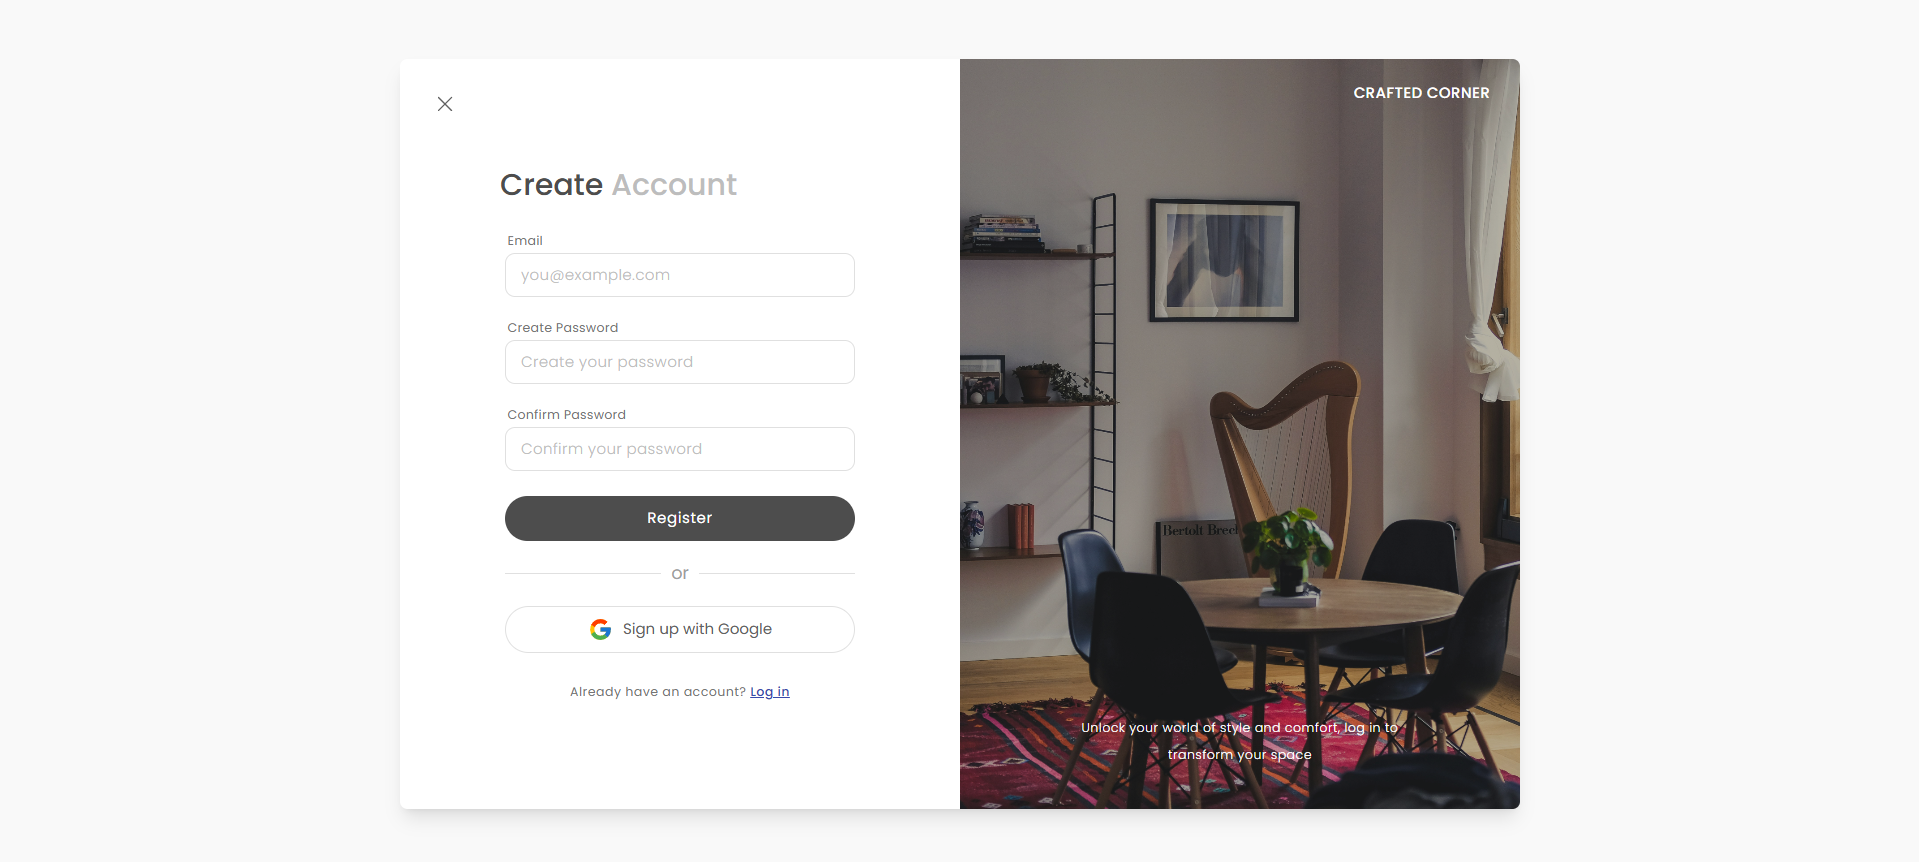 CRAFTED CORNER
Create Account
Email
you@example.com
Create Password
Create your password
Confirm Password
Confirm your password
Register
or
Sign up with Google
Already have an account? Log in
Bertolt Brech
Unlock your world of style and comfort, log in to
transform your space